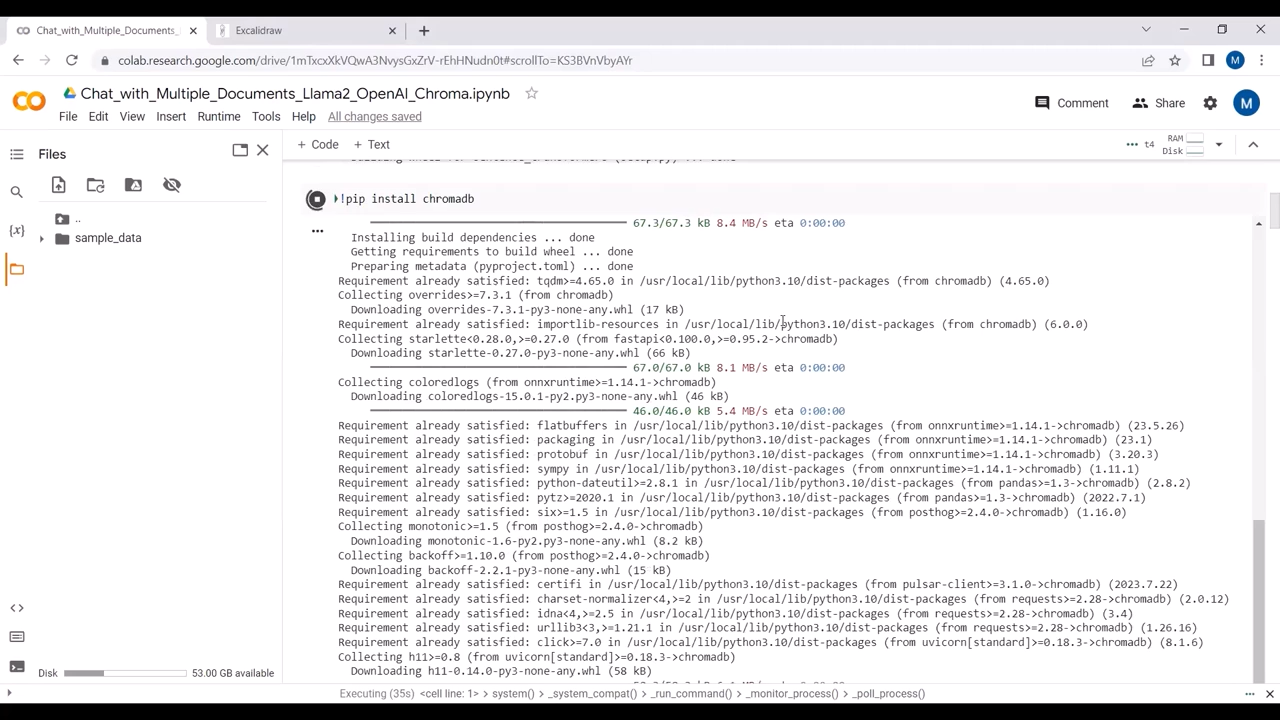 Chat_with_Multiple_Documents_
Excalidraw
colab.research.google.com/drive/1mTxcxXkVQwA3NvysGxZrV-rEhHNudn0t#scrollTo=KS3BVnVbyAYr
M
Chat_with_Multiple_Documents_Llama2_OpenAI_Chroma.ipynb
Comment
Share
M
File Edit View Insert Runtime Tools Help All changes saved
Files
+ Code + Text
t4
RAM
Disk
..
sample_data
!pip install chromadb
67.3/67.3 kB 8.4 MB/s eta 0:00:00
Installing build dependencies ... done
Getting requirements to build wheel ... done
Preparing metadata (pyproject.toml) ... done
Requirement already satisfied: tqdm>=4.65.0 in /usr/local/lib/python3.10/dist-packages (from chromadb) (4.65.0)
Collecting overrides>=7.3.1 (from chromadb)
Downloading overrides-7.3.1-py3-none-any.whl (17 kB)
Requirement already satisfied: importlib-resources in /usr/local/lib/python3.10/dist-packages (from chromadb) (6.0.0)
Collecting starlette<0.28.0,>=0.27.0 (from fastapi<0.100.0,>=0.95.2->chromadb)
Downloading starlette-0.27.0-py3-none-any.whl (66 kB)
67.0/67.0 kB 8.1 MB/s eta 0:00:00
Collecting coloredlogs (from onnxruntime>=1.14.1->chromadb)
Downloading coloredlogs-15.0.1-py2.py3-none-any.whl (46 kB)
46.0/46.0 kB 5.4 MB/s eta 0:00:00
Requirement already satisfied: flatbuffers in /usr/local/lib/python3.10/dist-packages (from onnxruntime>=1.14.1->chromadb) (23.5.26)
Requirement already satisfied: packaging in /usr/local/lib/python3.10/dist-packages (from onnxruntime>=1.14.1->chromadb) (23.1)
Requirement already satisfied: protobuf in /usr/local/lib/python3.10/dist-packages (from onnxruntime>=1.14.1->chromadb) (3.20.3)
Requirement already satisfied: sympy in /usr/local/lib/python3.10/dist-packages (from onnxruntime>=1.14.1->chromadb) (1.11.1)
Requirement already satisfied: python-dateutil>=2.8.1 in /usr/local/lib/python3.10/dist-packages (from pandas>=1.3->chromadb) (2.8.2)
Requirement already satisfied: pytz>=2020.1 in /usr/local/lib/python3.10/dist-packages (from pandas>=1.3->chromadb) (2022.7.1)
Requirement already satisfied: six>=1.5 in /usr/local/lib/python3.10/dist-packages (from posthog>=2.4.0->chromadb) (1.16.0)
Collecting monotonic>=1.5 (from posthog>=2.4.0->chromadb)
Downloading monotonic-1.6-py2.py3-none-any.whl (8.2 kB)
Collecting backoff>=1.10.0 (from posthog>=2.4.0->chromadb)
Downloading backoff-2.2.1-py3-none-any.whl (15 kB)
Requirement already satisfied: certifi in /usr/local/lib/python3.10/dist-packages (from pulsar-client>=3.1.0->chromadb) (2023.7.22)
Requirement already satisfied: charset-normalizer<4,>=2 in /usr/local/lib/python3.10/dist-packages (from requests>=2.28->chromadb) (2.0.12)
Requirement already satisfied: idna<4,>=2.5 in /usr/local/lib/python3.10/dist-packages (from requests>=2.28->chromadb) (3.4)
Requirement already satisfied: urllib3<3,>=1.21.1 in /usr/local/lib/python3.10/dist-packages (from requests>=2.28->chromadb) (1.26.16)
Requirement already satisfied: click>=7.0 in /usr/local/lib/python3.10/dist-packages (from uvicorn[standard]>=0.18.3->chromadb) (8.1.6)
Collecting h11>=0.8 (from uvicorn[standard]>=0.18.3->chromadb)
Downloading h11-0.14.0-py3-none-any.whl (58 kB)
Disk 53.00 GB available
Executing (35s) <cell line: 1> > system() > _system_compat() > _run_command() > _monitor_process() > _poll_process()